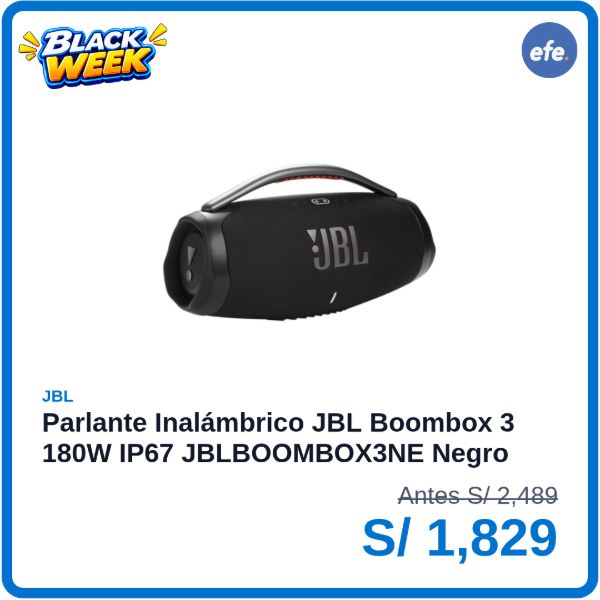 BLACK
WEEK
efe.
JBL
JBL
Parlante Inalámbrico JBL Boombox 3
180W IP67 JBLBOOMBOX3NE Negro
Antes S/ 2,489
S/ 1,829